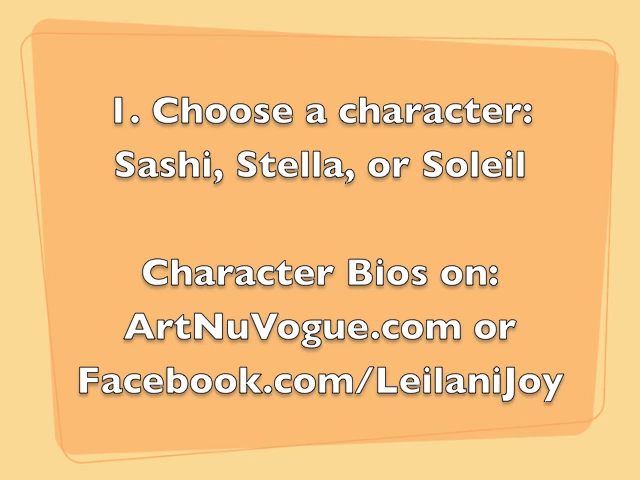 1. Choose a character:
Sashi, Stella, or Soleil
Character Bios on:
ArtNuVogue.com or
Facebook.com/LeilaniJoy